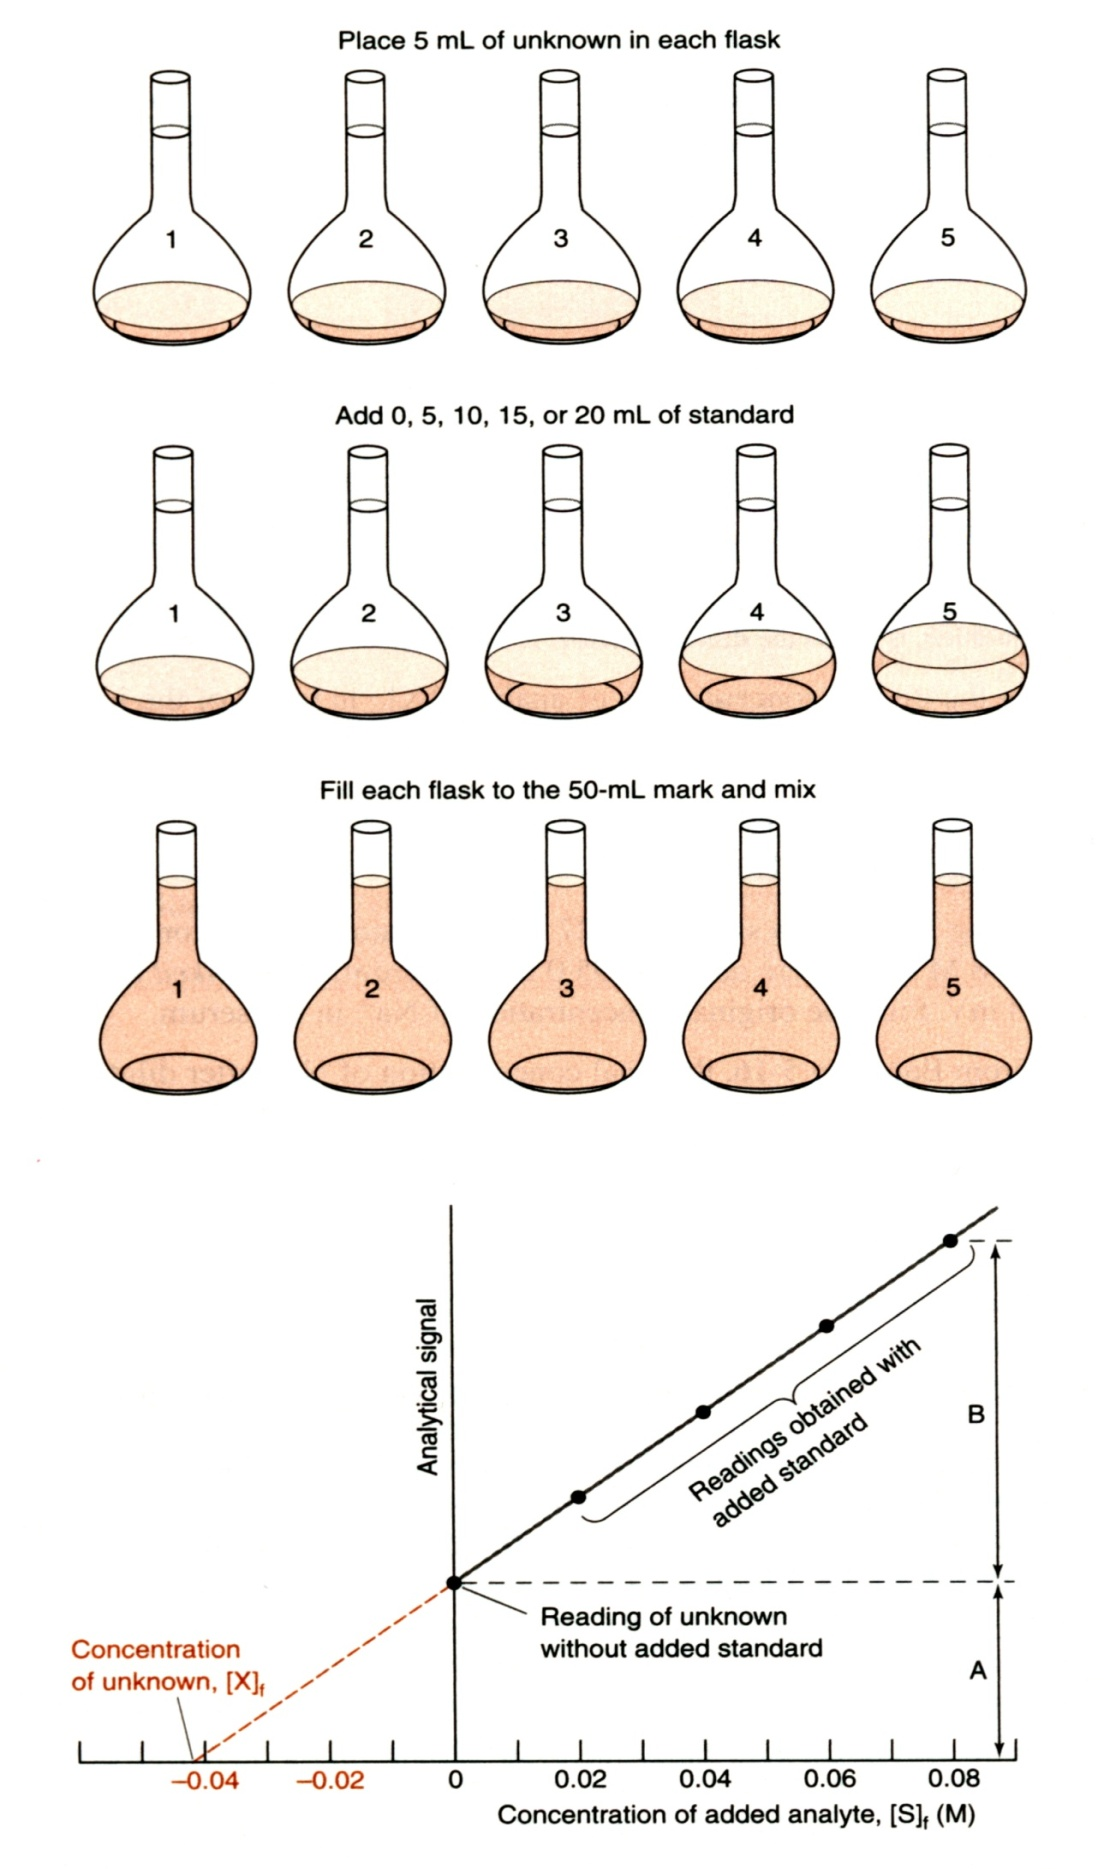 Place 5 mL of unknown in each flask
1 2 3 4 5
Add 0, 5, 10, 15, or 20 mL of standard
1 2 3 4 5
Fill each flask to the 50-mL mark and mix
1 2 3 4 5
Analytical signal
Readings obtained with
added standard
B
Reading of unknown
without added standard
A
Concentration
of unknown, [X]f
−0.04 −0.02 0 0.02 0.04 0.06 0.08
Concentration of added analyte, [S]f (M)